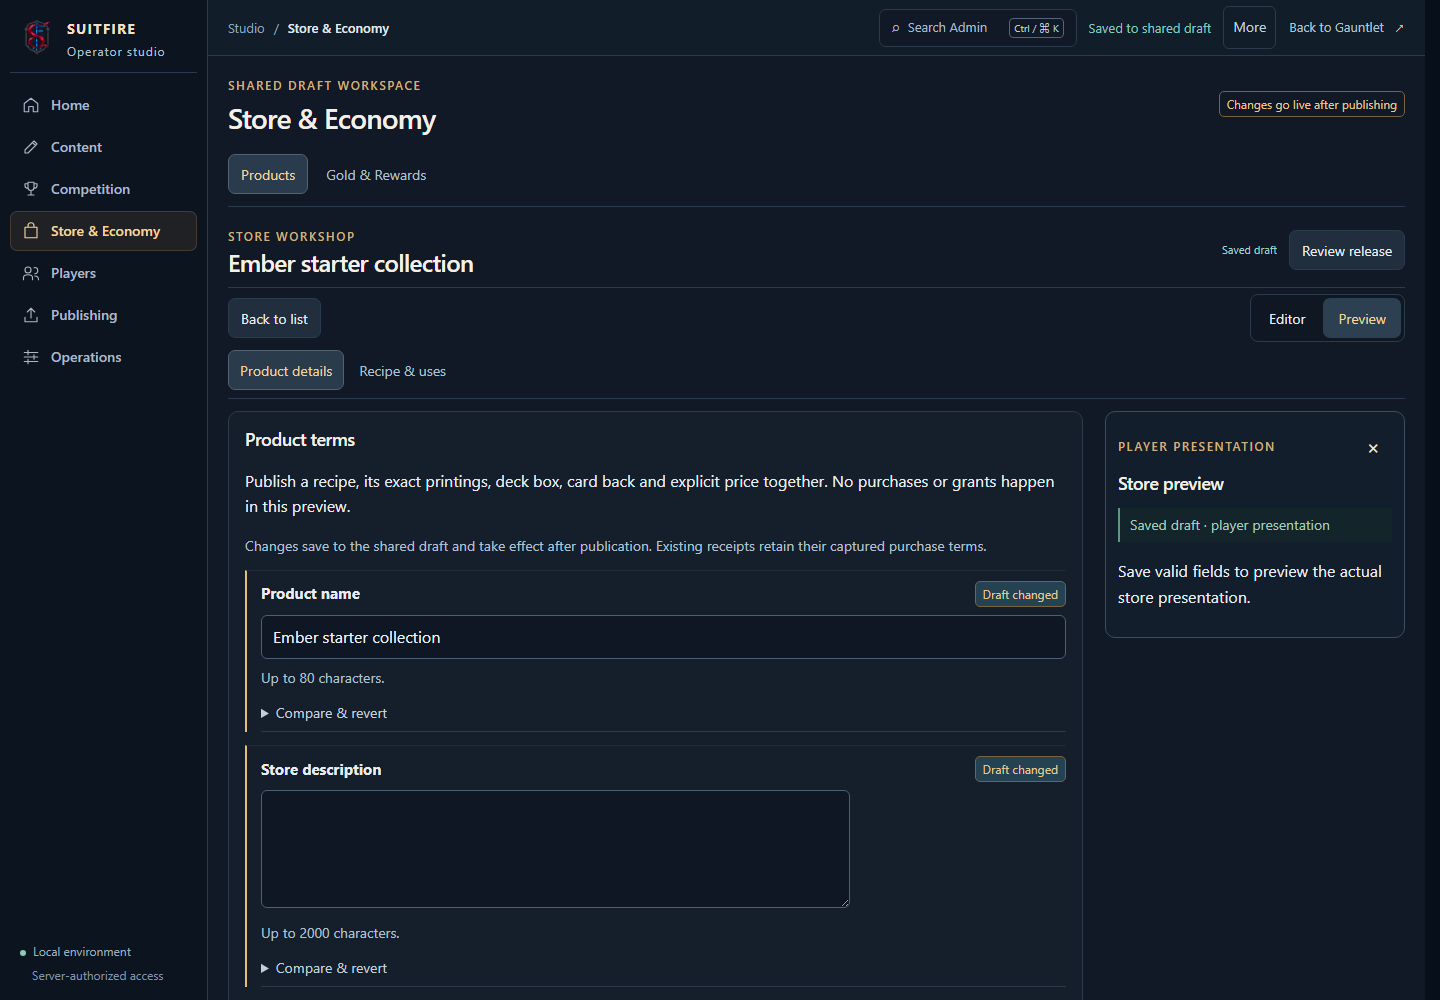 SUITFIRE
Operator studio
Home
Content
Competition
Store & Economy
Players
Publishing
Operations
Local environment
Server-authorized access
Studio / Store & Economy
Search Admin Ctrl / ⌘ K
Saved to shared draft
More
Back to Gauntlet ↗
SHARED DRAFT WORKSPACE
Store & Economy
Changes go live after publishing
Products Gold & Rewards
STORE WORKSHOP
Ember starter collection
Saved draft
Review release
Back to list
Editor Preview
Product details Recipe & uses
Product terms
Publish a recipe, its exact printings, deck box, card back and explicit price together. No purchases or grants happen
in this preview.
Changes save to the shared draft and take effect after publication. Existing receipts retain their captured purchase terms.
Product name
Draft changed
Ember starter collection
Up to 80 characters.
Compare & revert
Store description
Draft changed
Up to 2000 characters.
Compare & revert
PLAYER PRESENTATION
Store preview
Saved draft · player presentation
Save valid fields to preview the actual
store presentation.